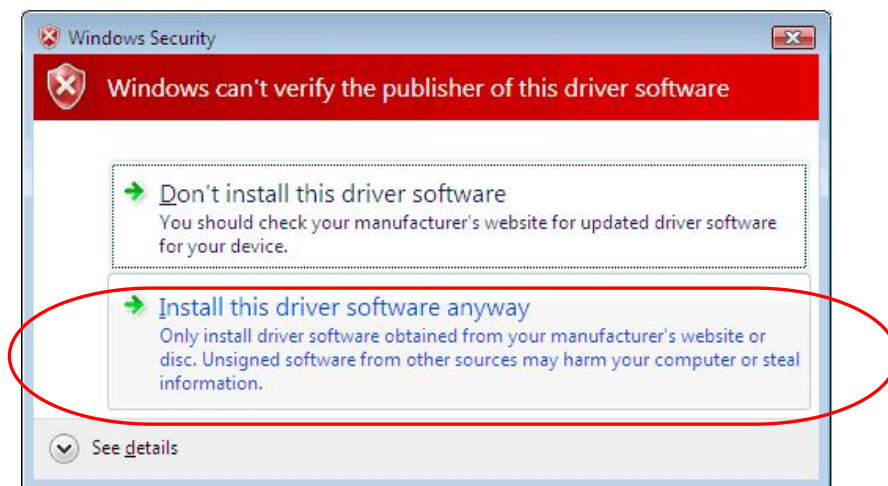 Windows Security
Windows can't verify the publisher of this driver software
Don't install this driver software
You should check your manufacturer's website for updated driver software
for your device.
Install this driver software anyway
Only install driver software obtained from your manufacturer's website or
disc. Unsigned software from other sources may harm your computer or steal
information.
See details